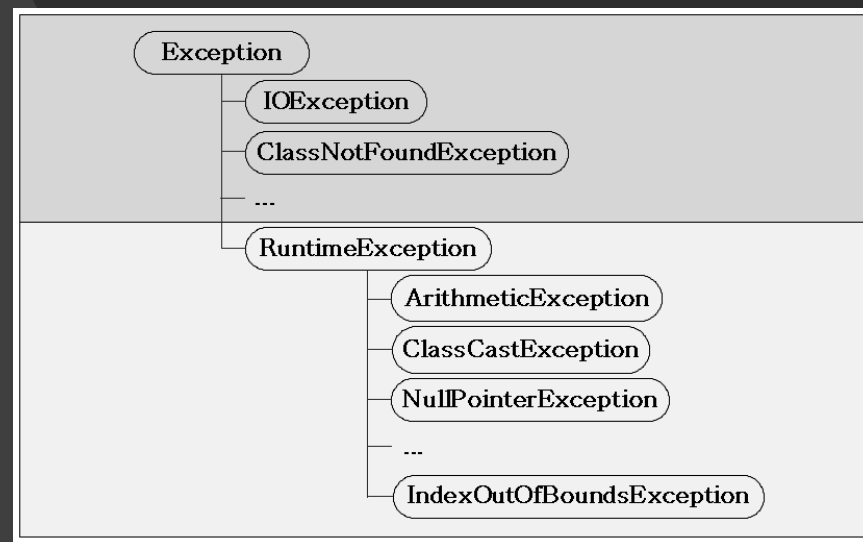 Exception
IOException
ClassNotFoundException
...
RuntimeException
ArithmeticException
ClassCastException
NullPointerException
...
IndexOutOfBoundsException